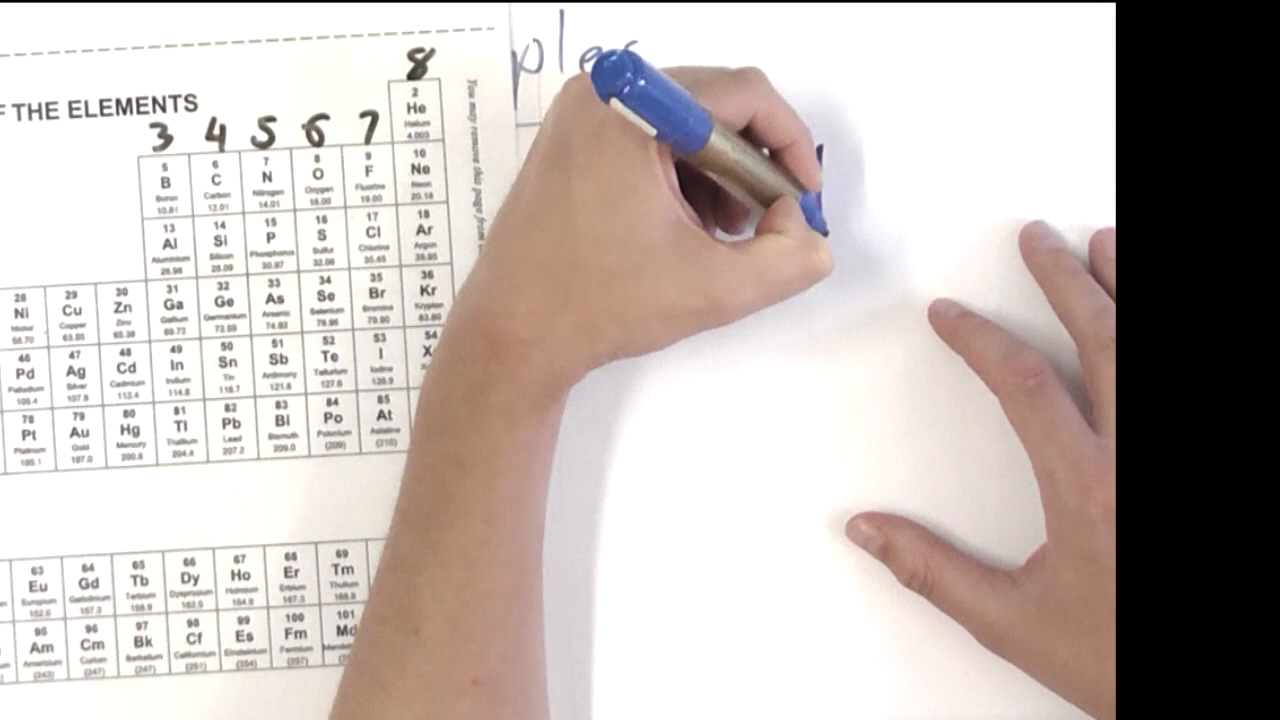 ples
8
F THE ELEMENTS
3 4 5 6 7
2
He
Helium
4.003
5 6 7 8 9 10
B C N O F Ne
Boron Carbon Nitrogen Oxygen Fluorine Neon
10.81 12.01 14.01 16.00 19.00 20.18
13 14 15 16 17 18
Al Si P S Cl Ar
Aluminium Silicon Phosphorus Sulfur Chlorine Argon
26.98 28.09 30.97 32.06 35.45 39.95
28 29 30 31 32 33 34 35 36
Ni Cu Zn Ga Ge As Se Br Kr
Nickel Copper Zinc Gallium Germanium Arsenic Selenium Bromine Krypton
58.70 63.55 65.38 69.72 72.59 74.92 78.96 79.90 83.80
46 47 48 49 50 51 52 53 54
Pd Ag Cd In Sn Sb Te I X
Palladium Silver Cadmium Indium Tin Antimony Tellurium Iodine
106.4 107.9 112.4 114.8 118.7 121.8 127.6 126.9
78 79 80 81 82 83 84 85
Pt Au Hg Tl Pb Bi Po At
Platinum Gold Mercury Thallium Lead Bismuth Polonium Astatine
195.1 197.0 200.6 204.4 207.2 209.0 (209) (210)
63 64 65 66 67 68 69
Eu Gd Tb Dy Ho Er Tm
Europium Gadolinium Terbium Dysprosium Holmium Erbium Thulium
152.0 157.3 158.9 162.5 164.9 167.3 168.9
95 96 97 98 99 100 101
Am Cm Bk Cf Es Fm Md
Americium Curium Berkelium Californium Einsteinium Fermium
(243) (247) (247) (251) (254) (257)
You may remove this page from